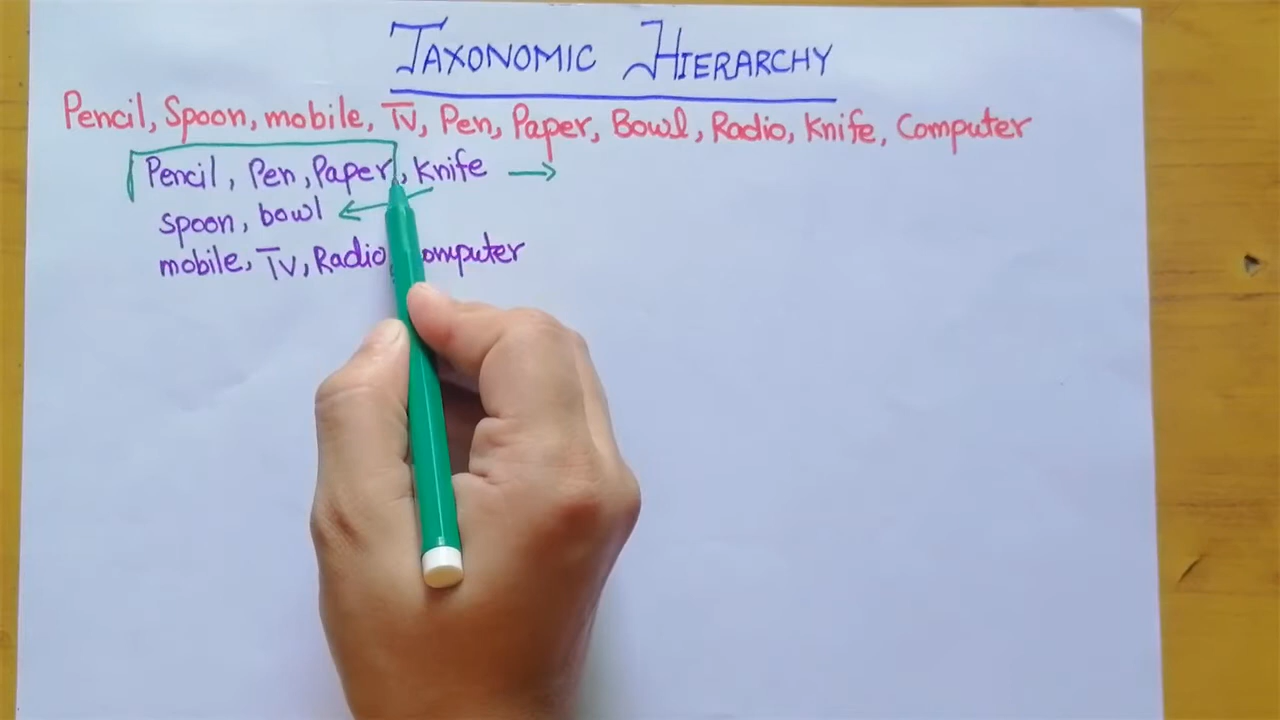 TAXONOMIC HIERARCHY
Pencil, Spoon, mobile, TV, Pen, Paper, Bowl, Radio, Knife, Computer
Pencil, Pen, Paper, Knife →
spoon, bowl ←
mobile, TV, Radio